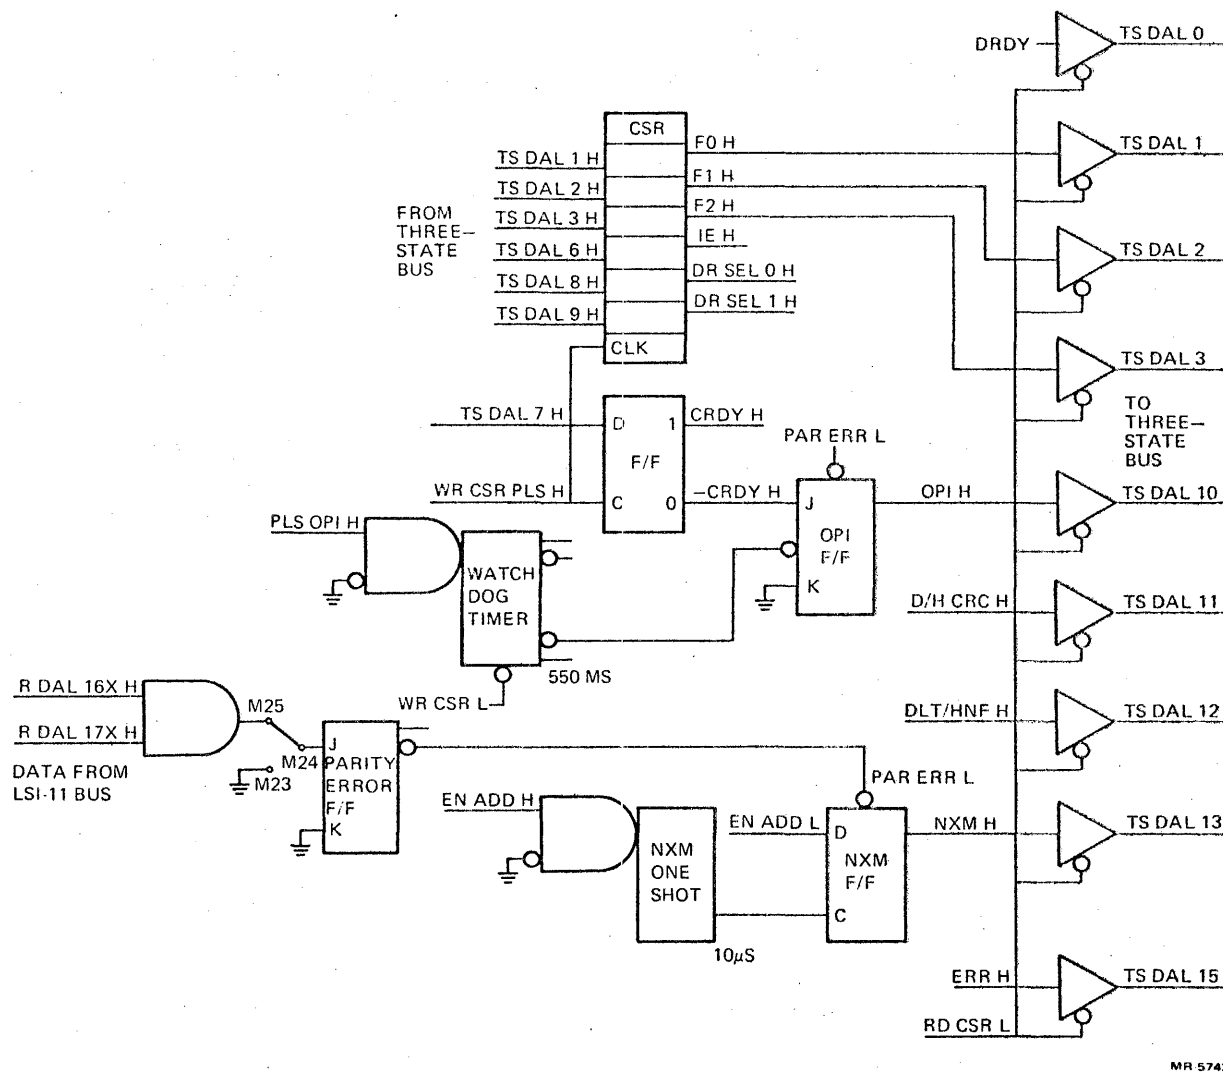 DRDY
TS DAL 0
CSR
TS DAL 1 H
F0 H
TS DAL 1
TS DAL 2 H
F1 H
FROM
THREE-
STATE
BUS
TS DAL 3 H
F2 H
TS DAL 6 H
IE H
TS DAL 2
TS DAL 8 H
DR SEL 0 H
TS DAL 9 H
DR SEL 1 H
CLK
TS DAL 3
TO
THREE-
STATE
BUS
TS DAL 7 H
D
1
CRDY H
F/F
PAR ERR L
WR CSR PLS H
C
0
-CRDY H
J
OPI H
TS DAL 10
OPI
F/F
K
PLS OPI H
WATCH
DOG
TIMER
550 MS
WR CSR L
D/H CRC H
TS DAL 11
R DAL 16X H
R DAL 17X H
DATA FROM
LSI-11 BUS
M25
M24
M23
J
PARITY
ERROR
F/F
K
DLT/HNF H
TS DAL 12
PAR ERR L
EN ADD H
NXM
ONE
SHOT
10µS
EN ADD L
D
NXM
F/F
C
NXM H
TS DAL 13
ERR H
TS DAL 15
RD CSR L